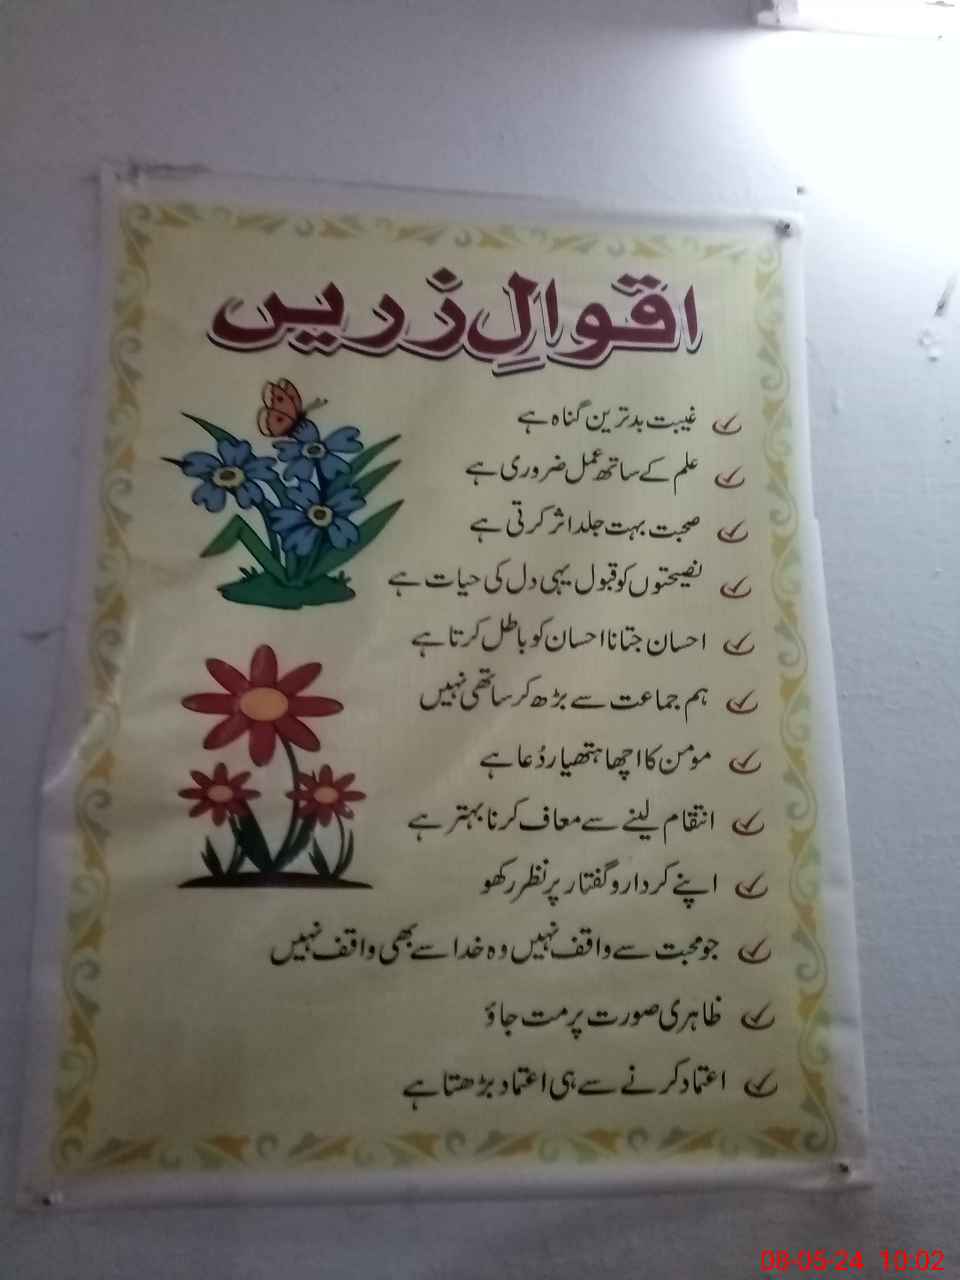 اقوالِ زریں
غیبت بدترین گناہ ہے
علم کے ساتھ عمل ضروری ہے
صحبت بہت جلد اثر کرتی ہے
نصیحتوں کو قبول یہی دل کی حیات ہے
احسان جتانا احسان کو باطل کرتا ہے
ہم جماعت سے بڑھ کر ساتھی نہیں
مومن کا اچھا ہتھیار دُعا ہے
انتقام لینے سے معاف کرنا بہتر ہے
اپنے کردار و گفتار پر نظر رکھو
جو محبت سے واقف نہیں وہ خدا سے بھی واقف نہیں
ظاہری صورت پر مت جاؤ
اعتماد کرنے سے ہی اعتماد بڑھتا ہے
08-05-24 10:02